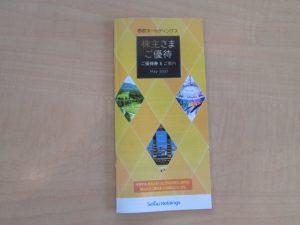 西武ホールディングス
株主さま
ご優待
ご優待券 & ご案内
May 2021
Seibu Holdings